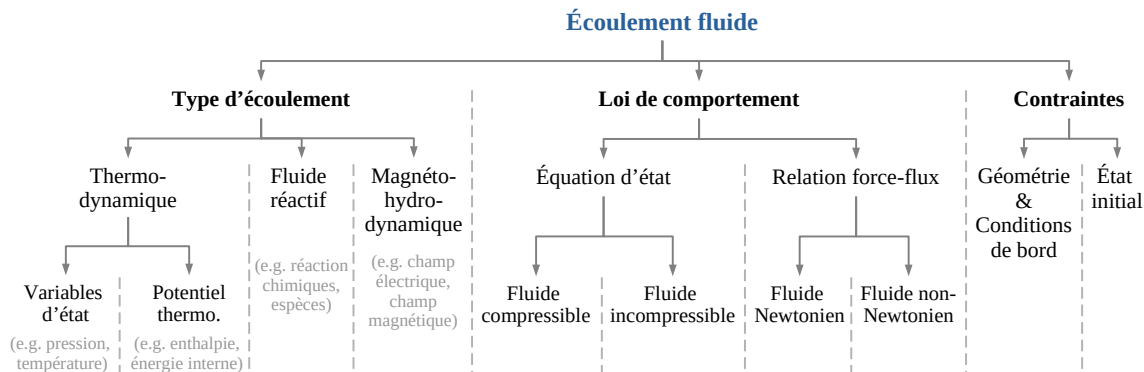 Écoulement fluide
Type d’écoulement
Loi de comportement
Contraintes
Thermo-
dynamique
Fluide
réactif
(e.g. réaction
chimiques,
espèces)
Magnéto-
hydro-
dynamique
(e.g. champ
électrique,
champ
magnétique)
Équation d’état
Relation force-flux
Géométrie
&
Conditions
de bord
État
initial
Variables
d’état
(e.g. pression,
température)
Potentiel
thermo.
(e.g. enthalpie,
énergie interne)
Fluide
compressible
Fluide
incompressible
Fluide
Newtonien
Fluide non-
Newtonien